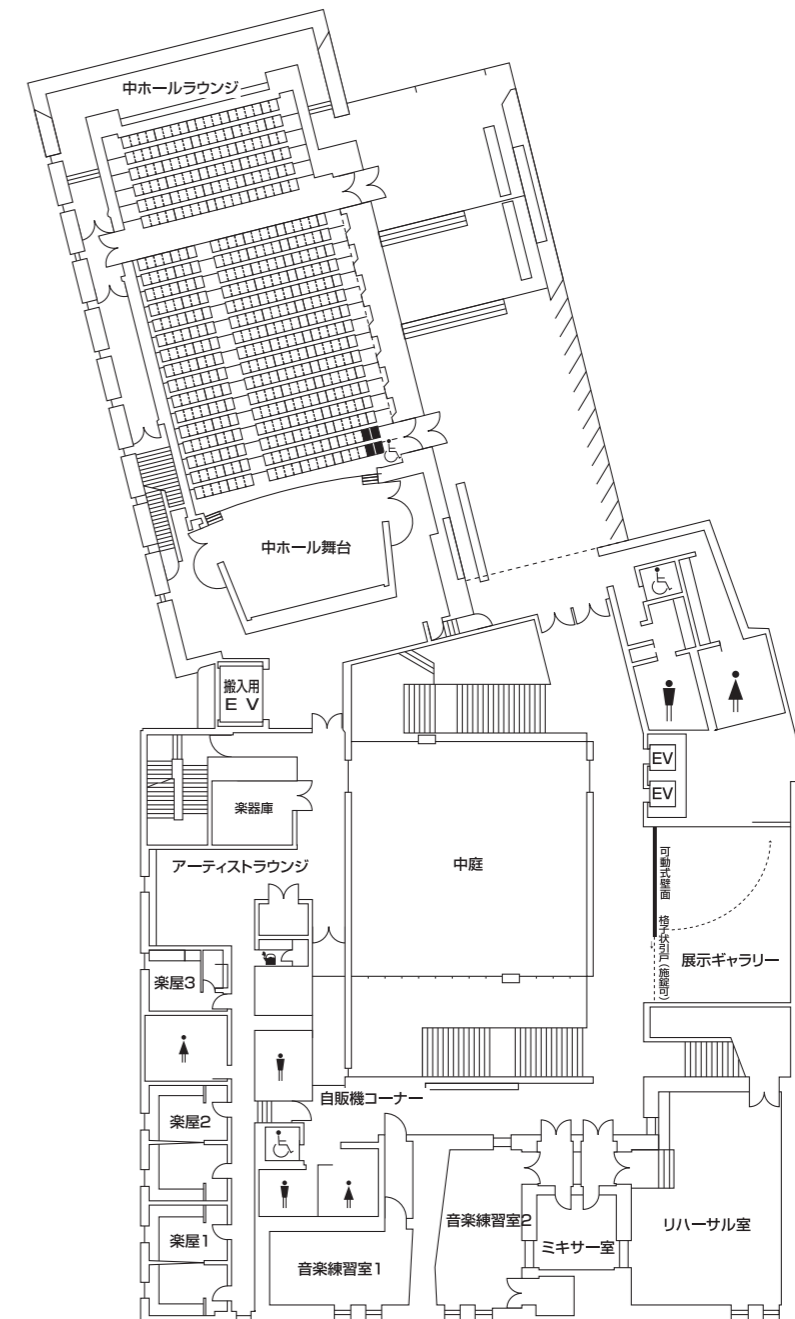 中ホールラウンジ
中ホール舞台
搬入用
EV
EV
EV
楽器庫
アーティストラウンジ
中庭
可動式壁面
格子状引戸(施錠可)
展示ギャラリー
楽屋3
自販機コーナー
楽屋2
楽屋1
音楽練習室1
音楽練習室2
ミキサー室
リハーサル室